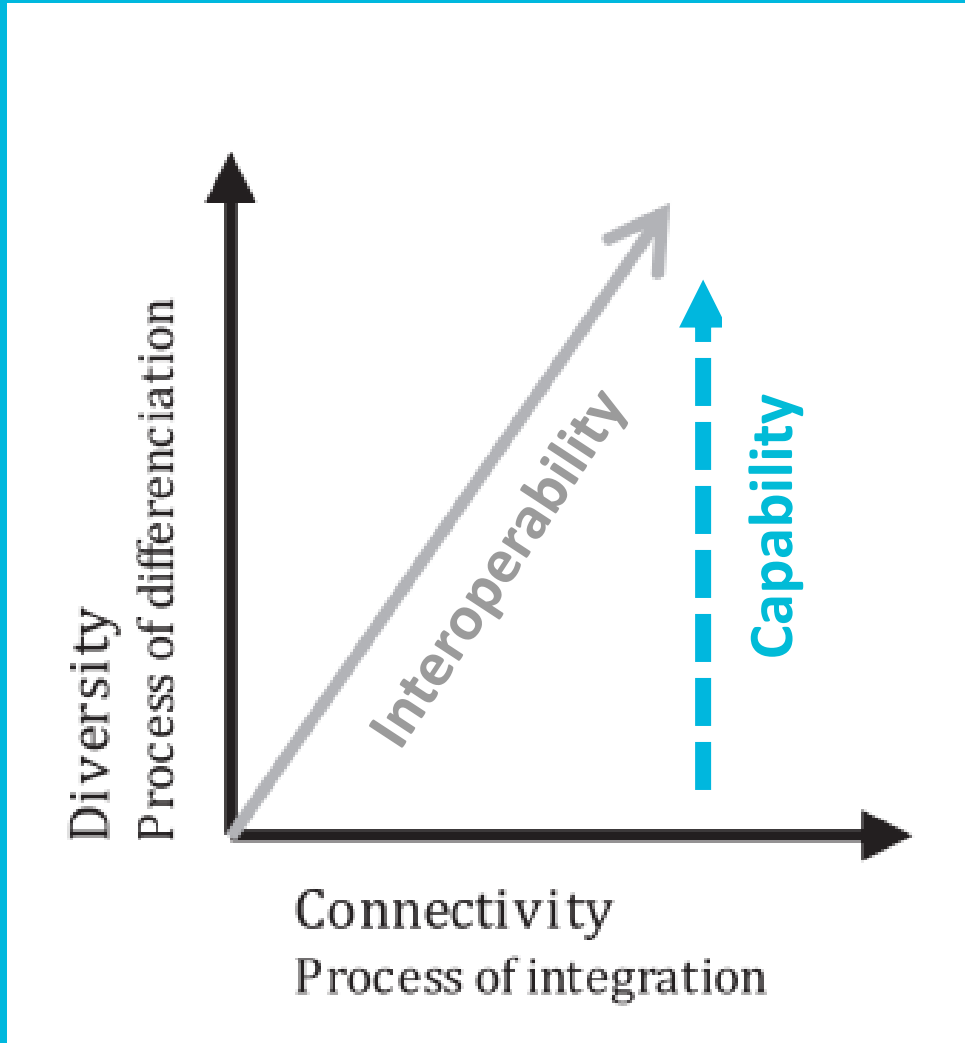 Diversity
Process of differenciation
Interoperability
Capability
Connectivity
Process of integration